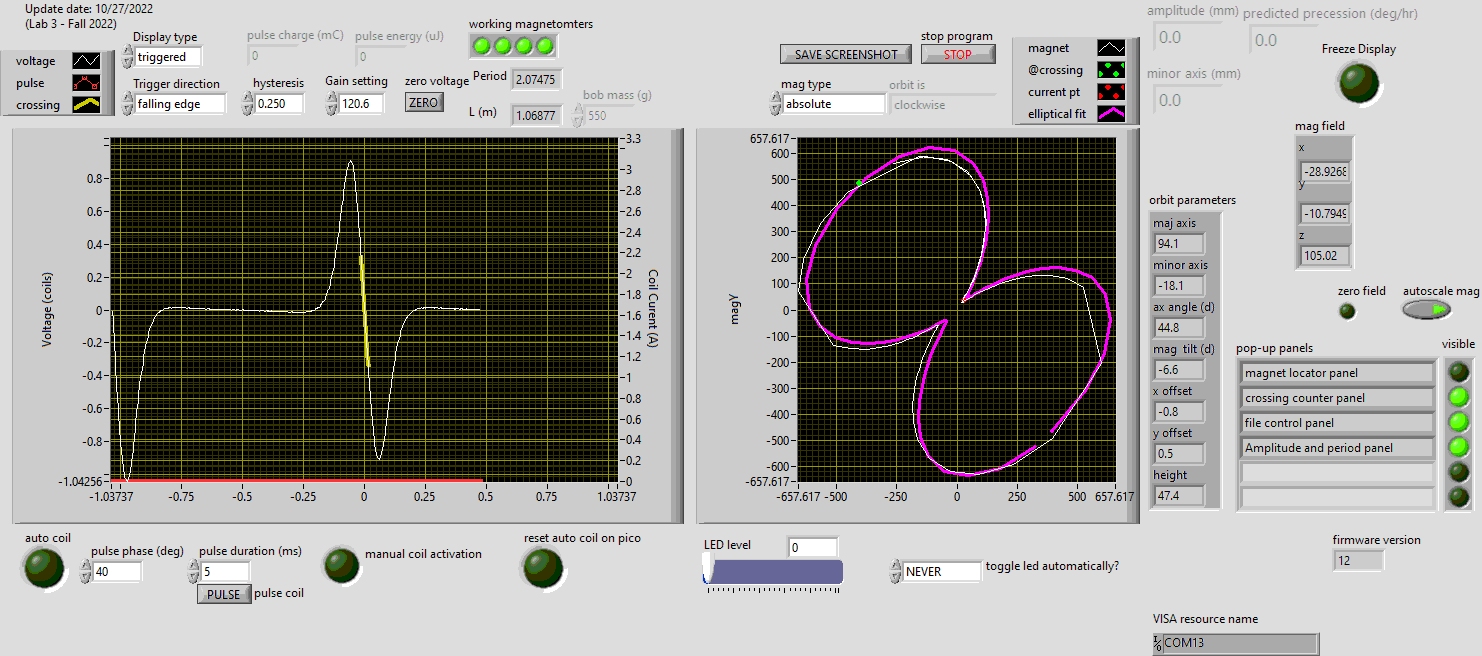 Update date: 10/27/2022
(Lab 3 - Fall 2022)
voltage
pulse
crossing
Display type
triggered
Trigger direction
falling edge
pulse charge (mC)
0
pulse energy (uJ)
0
hysteresis
0.250
Gain setting
120.6
zero voltage
ZERO
working magnetomters
Period
2.07475
L (m)
1.06877
bob mass (g)
550
SAVE SCREENSHOT
stop program
STOP
mag type
absolute
orbit is
clockwise
magnet
@crossing
current pt
elliptical fit
amplitude (mm)
0.0
predicted precession (deg/hr)
0.0
minor axis (mm)
0.0
Freeze Display
mag field
x
-28.9268
y
-10.7949
z
105.02
Voltage (coils)
0.8
0.6
0.4
0.2
0
-0.2
-0.4
-0.6
-0.8
-1.04256
-1.03737
-0.75
-0.5
-0.25
0
0.25
0.5
0.75
1.03737
3.3
3
2.8
2.6
2.4
2.2
2
1.8
1.6
1.4
1.2
1
0.8
0.6
0.4
0.2
0
Coil Curent (A)
magy
657.617
600
500
400
300
200
100
0
-100
-200
-300
-400
-500
-600
-657.617
-657.617
-500
-250
0
250
500
657.617
orbit parameters
maj axis
94.1
minor axis
-18.1
ax angle (d)
44.8
mag tilt (d)
-6.6
x offset
-0.8
y offset
0.5
height
47.4
zero field
autoscale mag
pop-up panels
visible
magnet locator panel
crossing counter panel
file control panel
Amplitude and period panel
auto coil
pulse phase (deg)
40
pulse duration (ms)
5
PULSE
pulse coil
manual coil activation
reset auto coil on pico
LED level
0
NEVER
toggle led automatically?
firmware version
12
VISA resource name
COM13